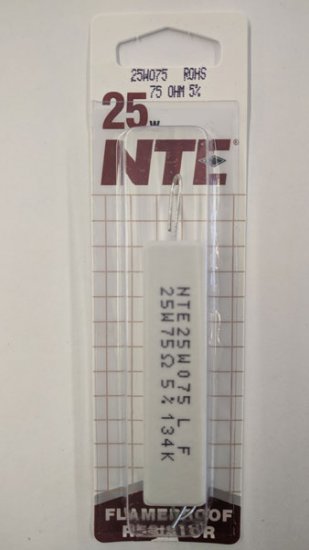 25W075 ROHS
75 OHM 5%
25W
NTE®
NTE25W075 L F
25W75Ω 5% 134K
FLAMEPROOF
RESISTOR